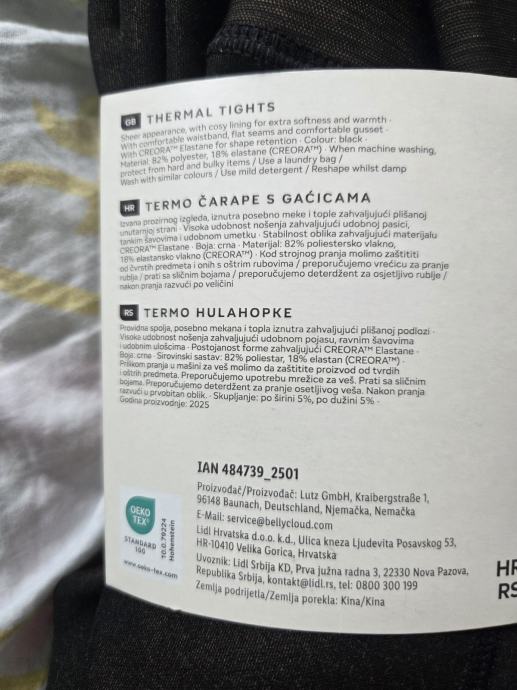 GB THERMAL TIGHTS
Sheer appearance, with cosy lining for extra softness and warmth ·
With comfortable waistband, flat seams and comfortable gusset ·
With CREORA™ Elastane for shape retention · Colour: black ·
Material: 82% polyester, 18% elastane (CREORA™) · When machine washing,
protect from hard and bulky items / Use a laundry bag /
Wash with similar colours / Use mild detergent / Reshape whilst damp
HR TERMO ČARAPE S GAĆICAMA
Izvana prozirnog izgleda, iznutra posebno meke i tople zahvaljujući plišanoj
unutarnjoj strani · Visoka udobnost nošenja zahvaljujući udobnoj pasici,
tankim šavovima i udobnom umetku · Stabilnost oblika zahvaljujući materijalu
CREORA™ Elastane · Boja: crna · Materijal: 82% poliestersko vlakno,
18% elastansko vlakno (CREORA™) · Kod strojnog pranja molimo zaštititi
od čvrstih predmeta i onih s oštrim rubovima / preporučujemo vrećicu za pranje
rublja / prati sa sličnim bojama / preporučujemo deterdžent za osjetljivo rublje /
nakon pranja razvući po veličini
RS TERMO HULAHOPKE
Providna spolja, posebno mekana i topla iznutra zahvaljujući plišanoj podlozi ·
Visoka udobnost nošenja zahvaljujući udobnom pojasu, ravnim šavovima
i udobnim ulošcima · Postojanost forme zahvaljujući CREORA™ Elastane ·
Boja: crna · Sirovinski sastav: 82% poliestar, 18% elastan (CREORA™) ·
Prilikom pranja u mašini za veš molimo da zaštitite proizvod od tvrdih
i oštrih predmeta. Preporučujemo upotrebu mrežice za veš. Prati sa sličnim
bojama. Preporučujemo deterdžent za pranje osetljivog veša. Nakon pranja
razvući u prvobitan oblik. · Skupljanje: po širini 5%, po dužini 5% ·
Godina proizvodnje: 2025
IAN 484739_2501
Proizvođač/Proizvođač: Lutz GmbH, Kraibergstraße 1,
96148 Baunach, Deutschland, Njemačka, Nemačka
E-Mail: service@bellycloud.com
Lidl Hrvatska d.o.o. k.d., Ulica kneza Ljudevita Posavskog 53,
HR-10410 Velika Gorica, Hrvatska
Uvoznik: Lidl Srbija KD, Prva južna radna 3, 22330 Nova Pazova,
Republika Srbija, kontakt@lidl.rs, tel: 0800 300 199
Zemlja podrijetla/Zemlja porekla: Kina/Kina
OEKO
TEX®
STANDARD
100
10.0.79224
Hohenstein
www.oeko-tex.com
HR
RS